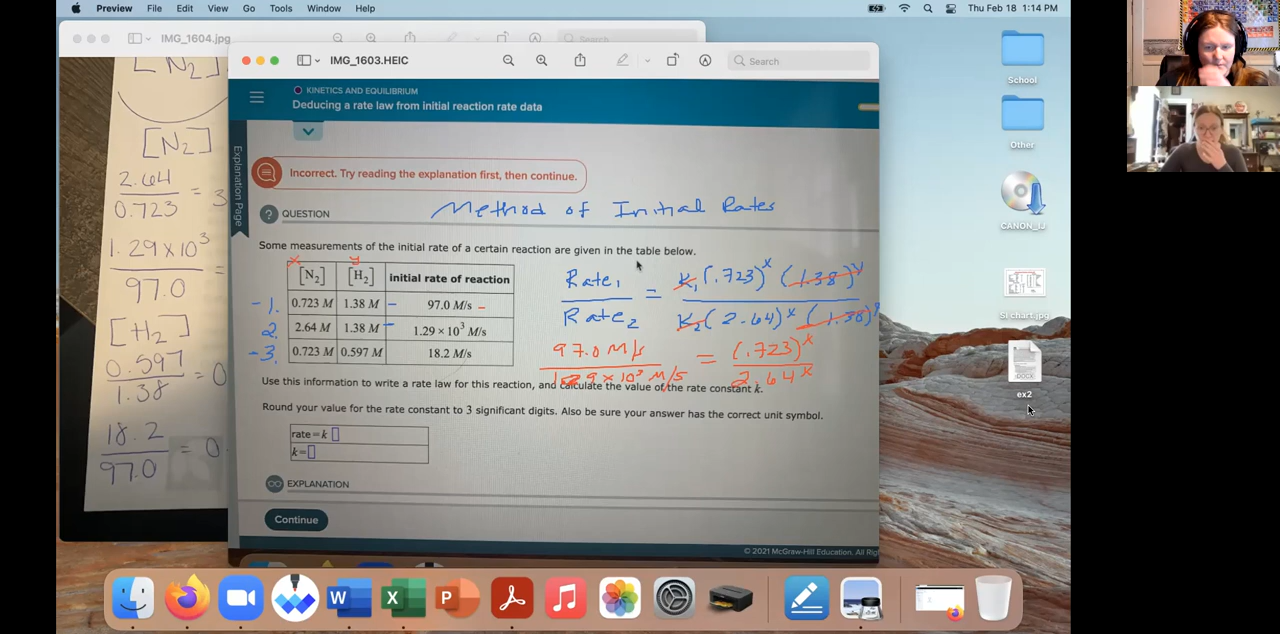 Preview File Edit View Go Tools Window Help
Thu Feb 18 1:14 PM
IMG_1604.jpg
Search
[N₂]
[N₂]
2.64
0.723 = 3
1.29 x 10³
97.0 =
[H₂]
0.597
1.38 = 0
18.2
97.0 = 0
IMG_1603.HEIC
Search
KINETICS AND EQUILIBRIUM
Deducing a rate law from initial reaction rate data
Explanation Page
Incorrect. Try reading the explanation first, then continue.
QUESTION
Method of Initial Rates
Some measurements of the initial rate of a certain reaction are given in the table below.
x y
[N₂] [H₂] initial rate of reaction
-1. 0.723 M 1.38 M - 97.0 M/s -
2. 2.64 M 1.38 M - 1.29 × 10³ M/s
-3. 0.723 M 0.597 M 18.2 M/s
Rate₁ = K₁(.723)ˣ (1.38)ʸ
Rate₂ K₂(2.64)ˣ (1.38)ʸ
97.0 M/s = (.723)ˣ
1.29 x 10³ M/s 2.64ˣ
Use this information to write a rate law for this reaction, and calculate the value of the rate constant k.
Round your value for the rate constant to 3 significant digits. Also be sure your answer has the correct unit symbol.
rate = k
k =
EXPLANATION
Continue
© 2021 McGraw-Hill Education. All Rig
School
Other
CANON_IJ
SI chart.jpg
DOCX
ex2
W X P